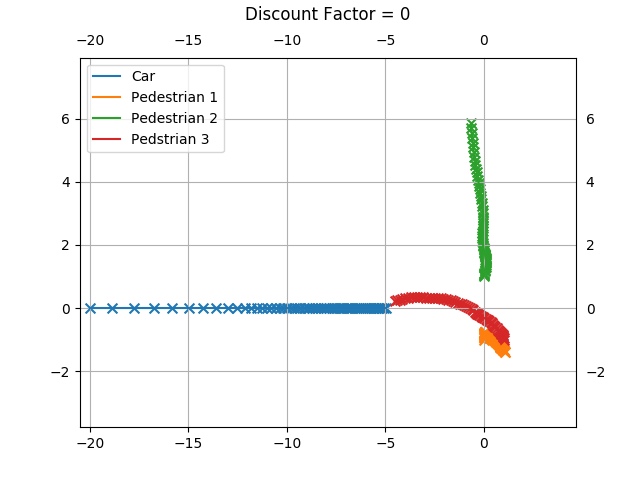 Discount Factor = 0
−20 −15 −10 −5 0
Car
Pedestrian 1
Pedestrian 2
Pedstrian 3
6 6
4 4
2 2
0 0
−2 −2
−20 −15 −10 −5 0